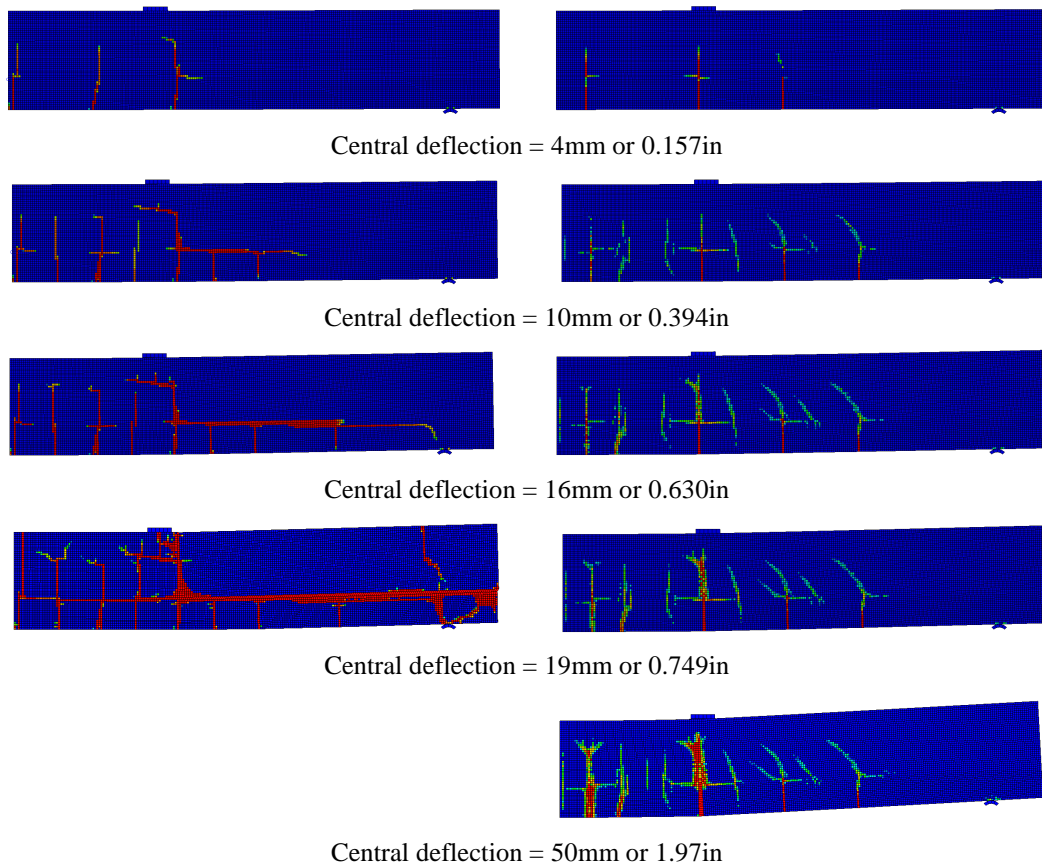 Central deflection = 4mm or 0.157in
Central deflection = 10mm or 0.394in
Central deflection = 16mm or 0.630in
Central deflection = 19mm or 0.749in
Central deflection = 50mm or 1.97in